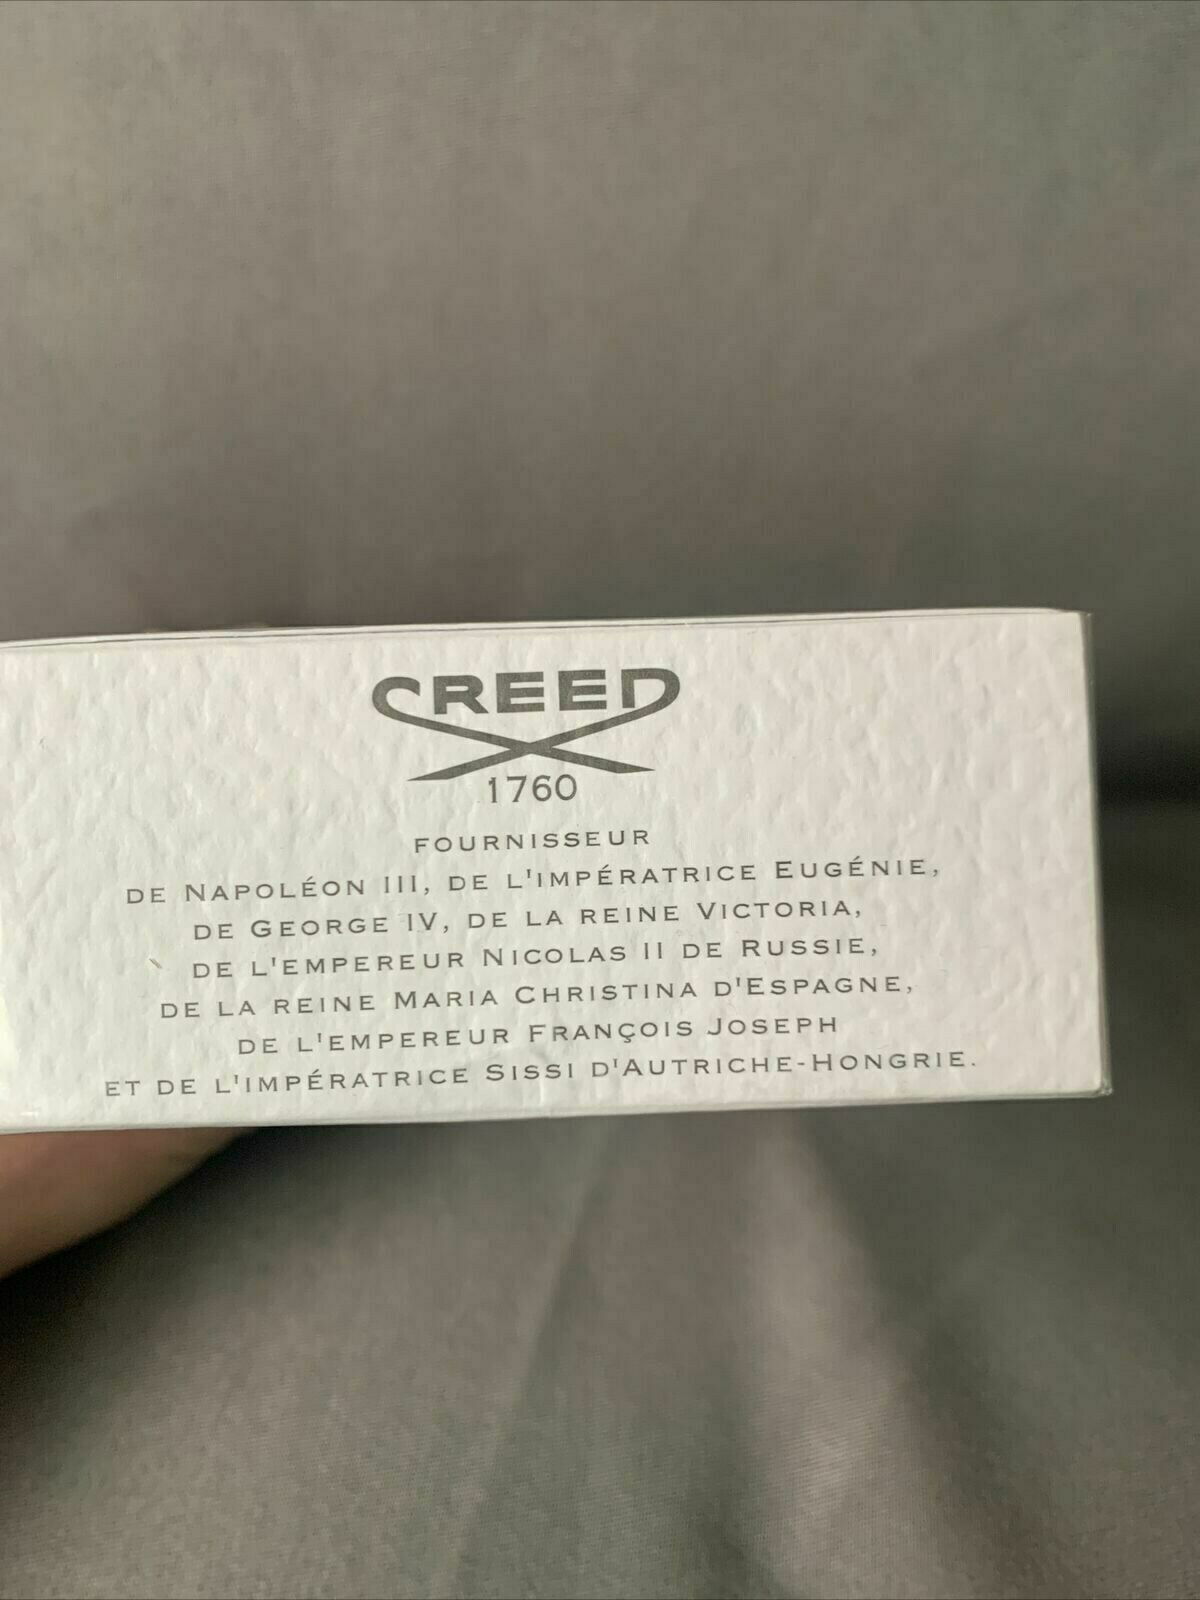 CREED
1760
FOURNISSEUR
DE NAPOLÉON III, DE L'IMPÉRATRICE EUGÉNIE,
DE GEORGE IV, DE LA REINE VICTORIA,
DE L'EMPEREUR NICOLAS II DE RUSSIE,
DE LA REINE MARIA CHRISTINA D'ESPAGNE,
DE L'EMPEREUR FRANÇOIS JOSEPH
ET DE L'IMPÉRATRICE SISSI D'AUTRICHE-HONGRIE.